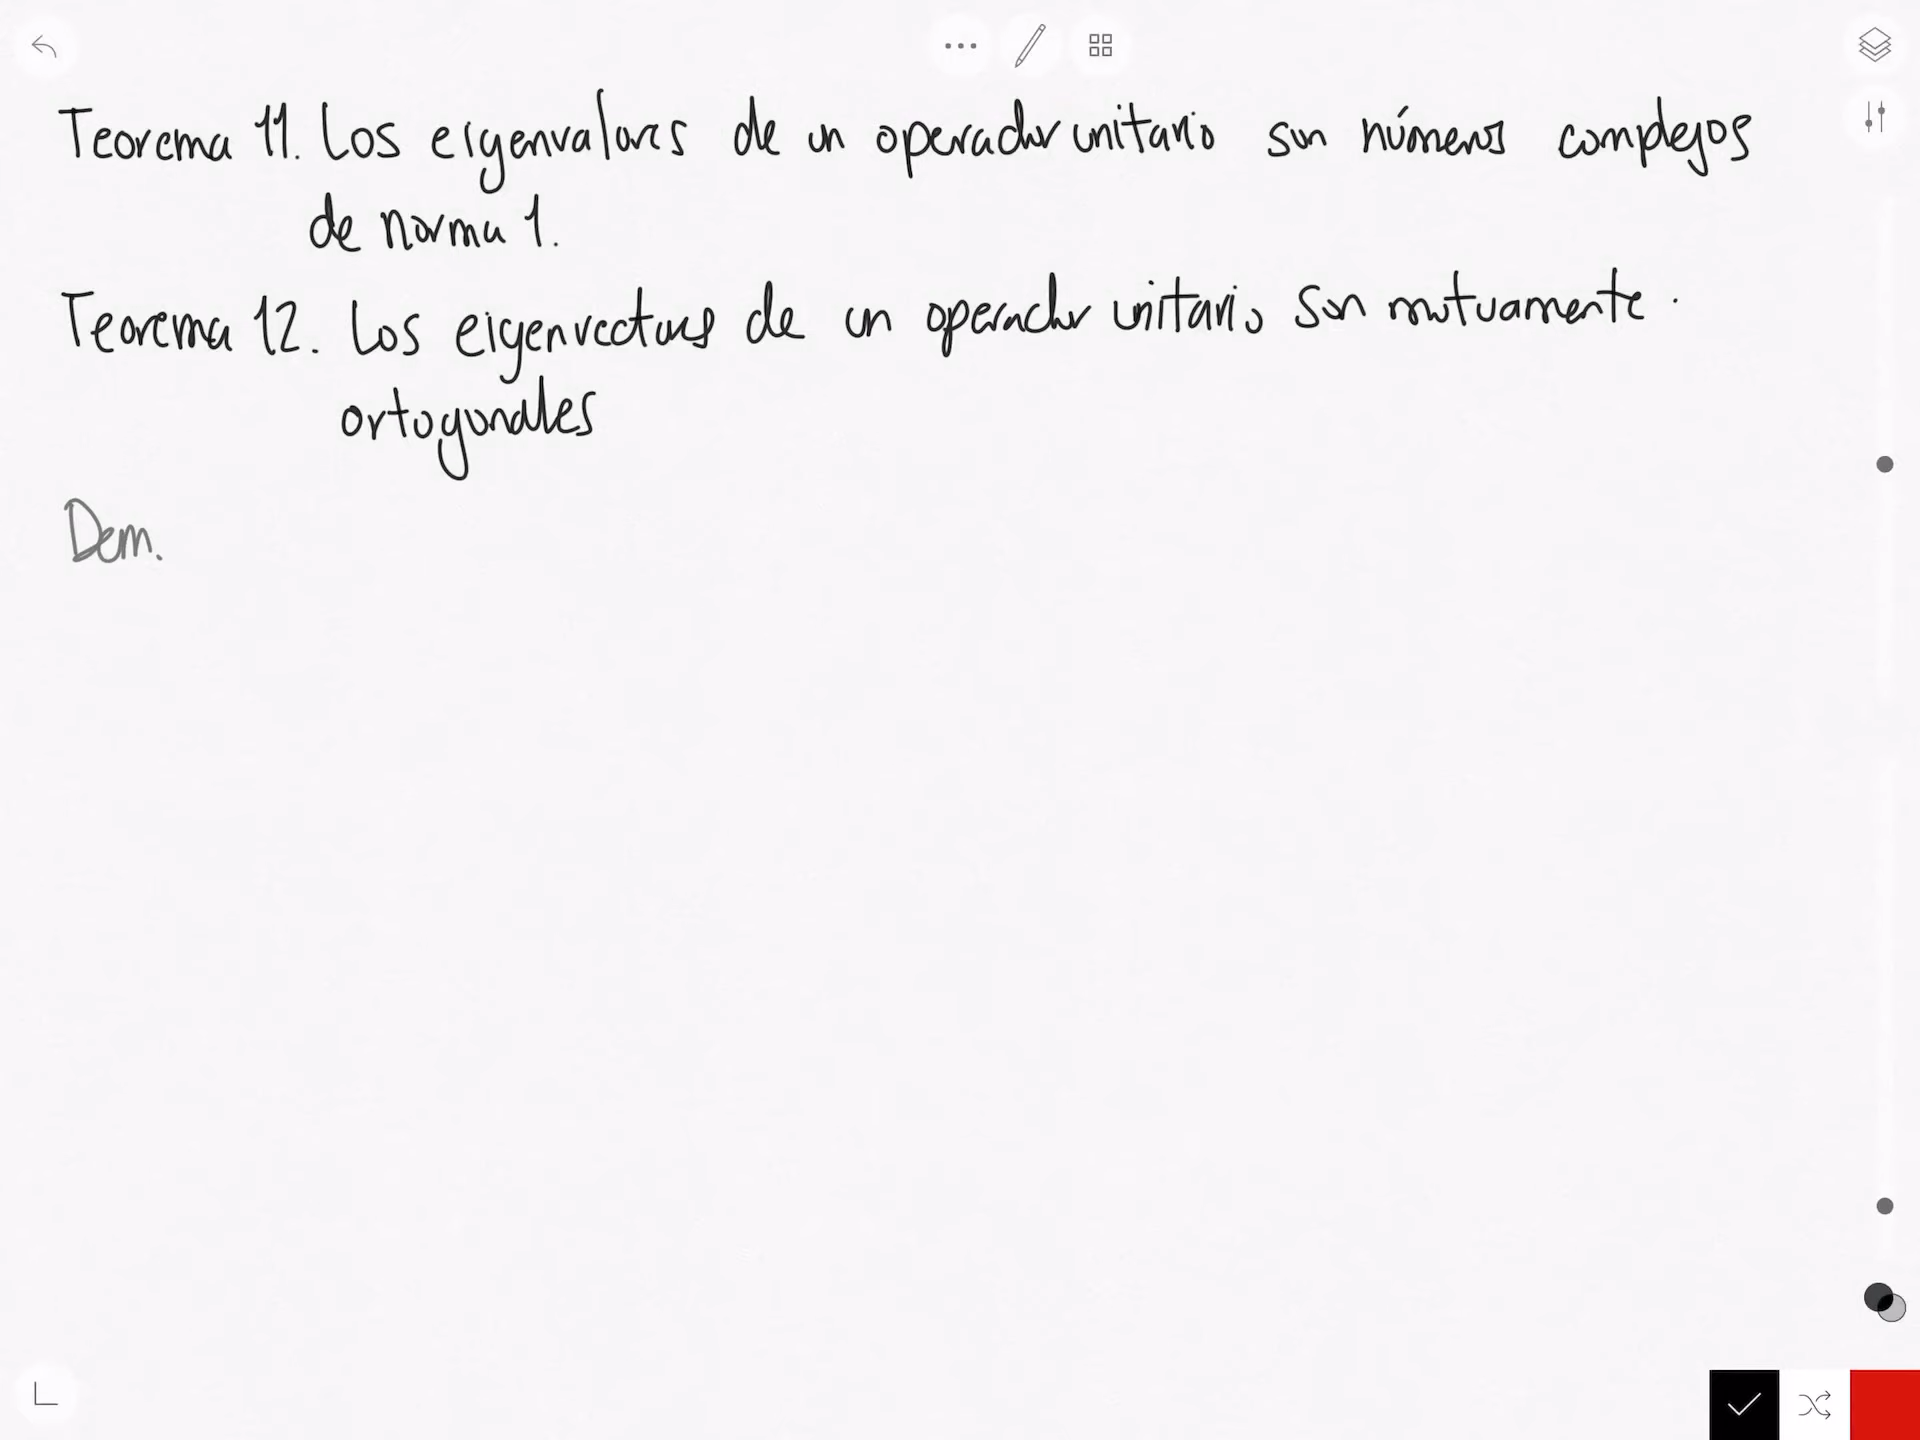 Teorema 11. Los eigenvalores de un operador unitario son números complejos
de norma 1.
Teorema 12. Los eigenvectores de un operador unitario son mutuamente
ortogonales
Dem.